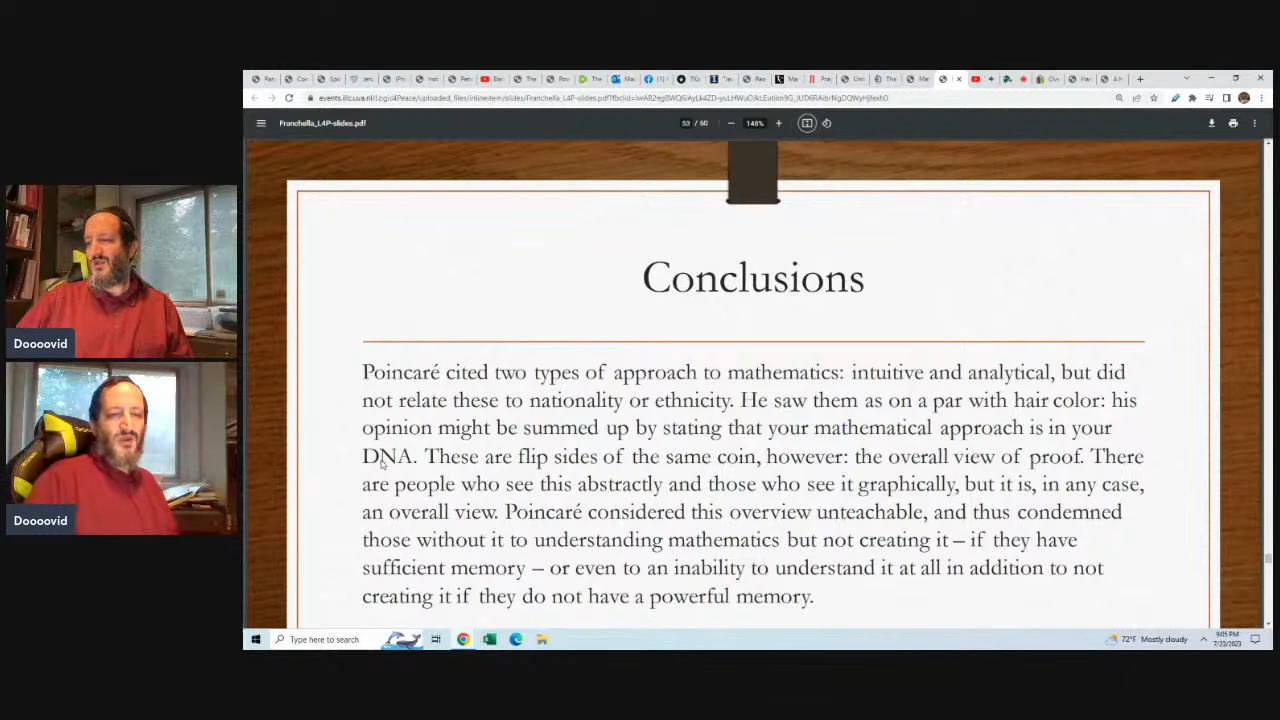 Franchella_L4P-slides.pdf
53 / 60
148%
Conclusions
Poincaré cited two types of approach to mathematics: intuitive and analytical, but did
not relate these to nationality or ethnicity. He saw them as on a par with hair color: his
opinion might be summed up by stating that your mathematical approach is in your
DNA. These are flip sides of the same coin, however: the overall view of proof. There
are people who see this abstractly and those who see it graphically, but it is, in any case,
an overall view. Poincaré considered this overview unteachable, and thus condemned
those without it to understanding mathematics but not creating it – if they have
sufficient memory – or even to an inability to understand it at all in addition to not
creating it if they do not have a powerful memory.
Doooovid
Doooovid
Type here to search
72°F Mostly cloudy
9:05 PM
7/23/2023